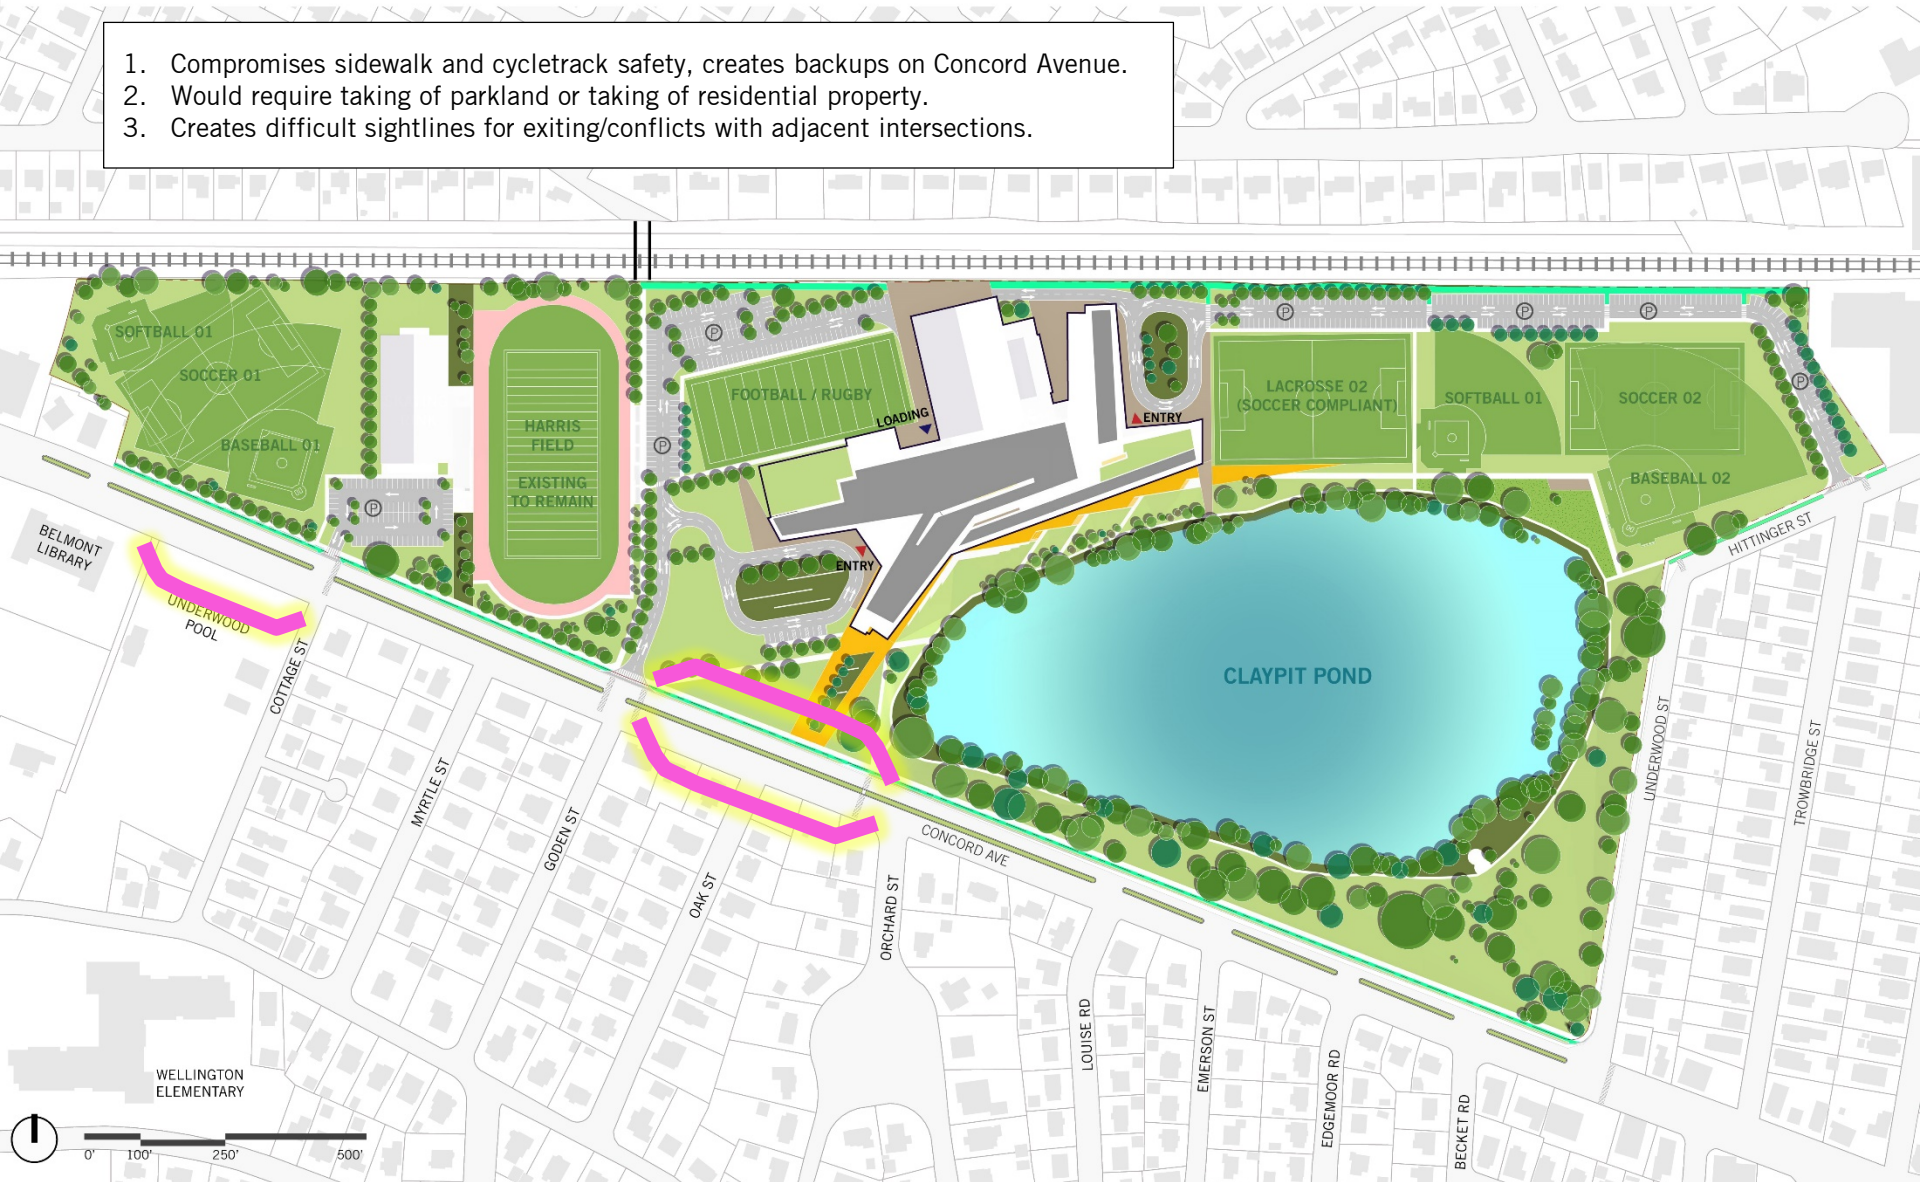 1. Compromises sidewalk and cycletrack safety, creates backups on Concord Avenue.
2. Would require taking of parkland or taking of residential property.
3. Creates difficult sightlines for exiting/conflicts with adjacent intersections.
SOFTBALL 01
SOCCER 01
BASEBALL 01
P
HARRIS
FIELD
EXISTING
TO REMAIN
P
P
FOOTBALL / RUGBY
LOADING
ENTRY
ENTRY
P
P
P
P
LACROSSE 02
(SOCCER COMPLIANT)
SOFTBALL 01
SOCCER 02
BASEBALL 02
CLAYPIT POND
BELMONT
LIBRARY
UNDERWOOD
POOL
COTTAGE ST
MYRTLE ST
GODEN ST
OAK ST
ORCHARD ST
CONCORD AVE
LOUISE RD
EMERSON ST
EDGEMOOR RD
BECKET RD
HITTINGER ST
UNDERWOOD ST
TROWBRIDGE ST
WELLINGTON
ELEMENTARY
0' 100' 250' 500'